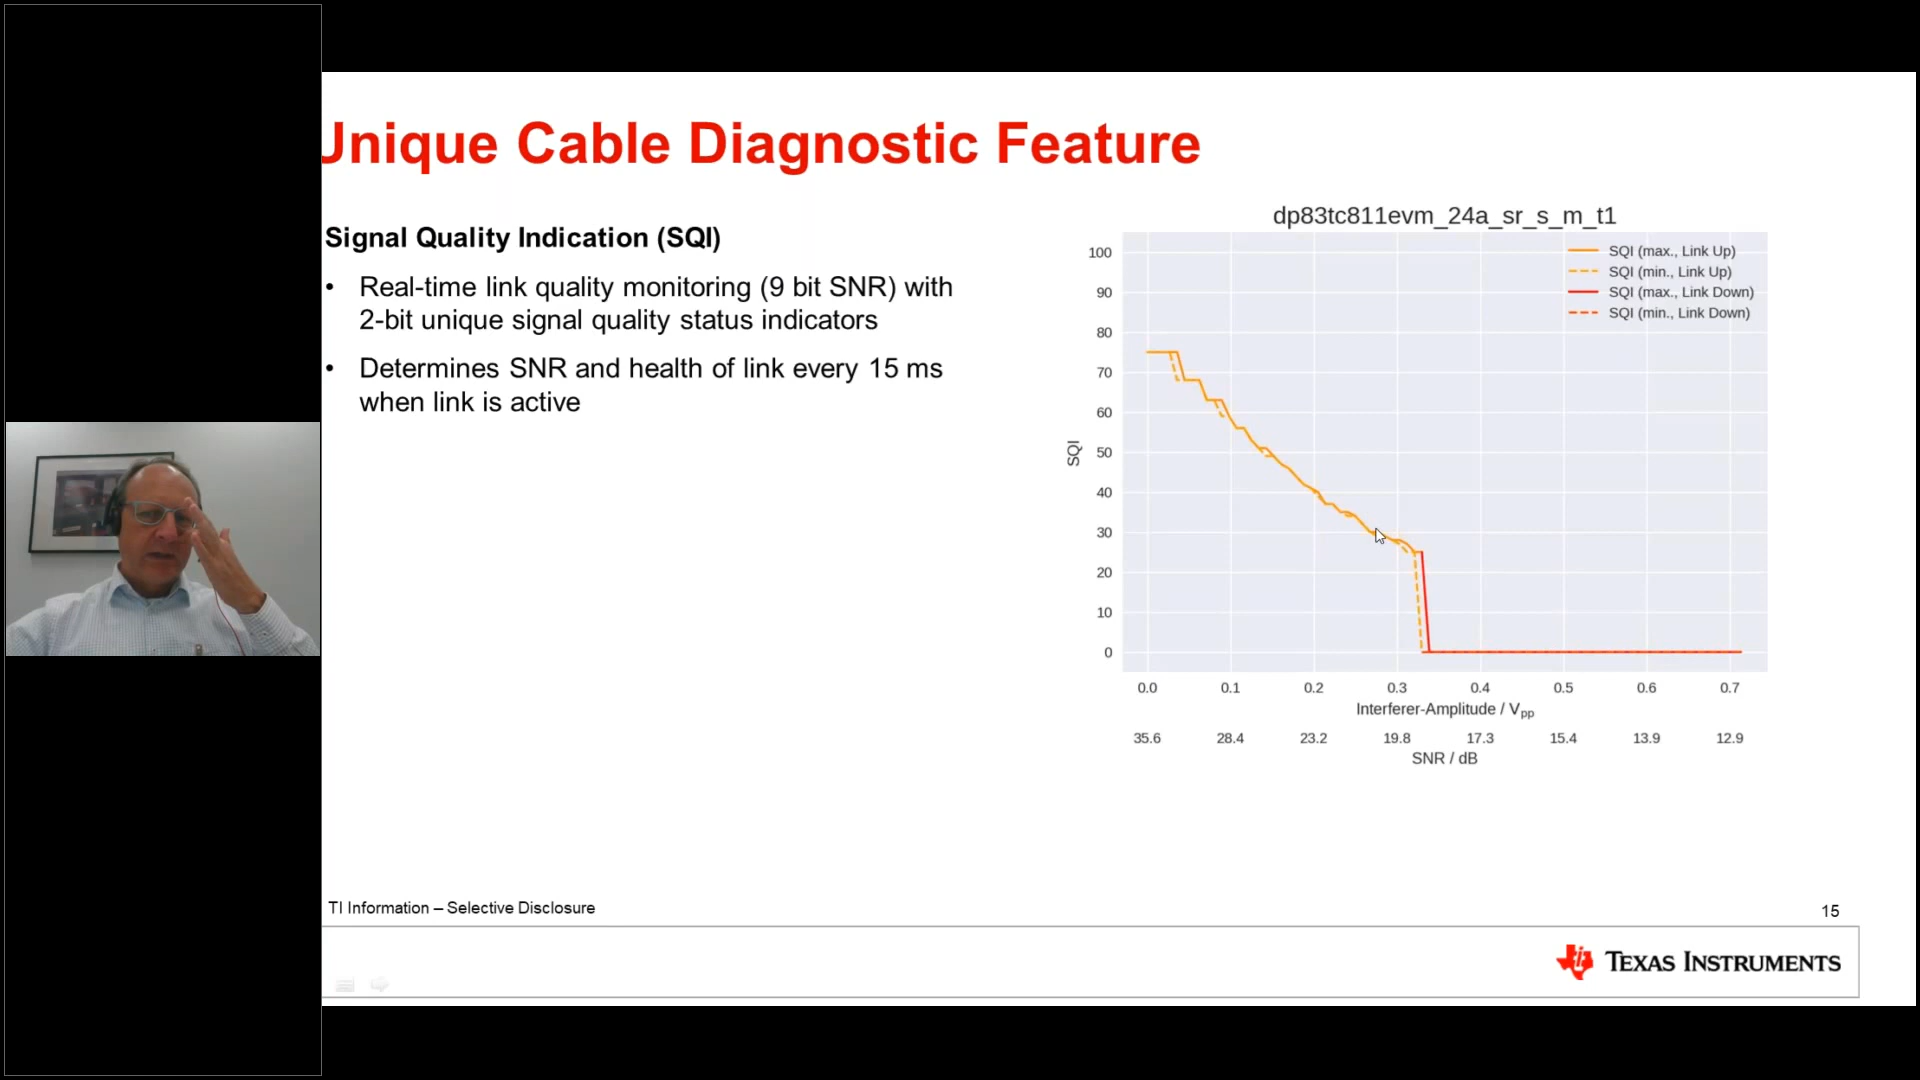 Unique Cable Diagnostic Feature
Signal Quality Indication (SQI)
• Real-time link quality monitoring (9 bit SNR) with
2-bit unique signal quality status indicators
• Determines SNR and health of link every 15 ms
when link is active
dp83tc811evm_24a_sr_s_m_t1
SQI (max., Link Up)
SQI (min., Link Up)
SQI (max., Link Down)
SQI (min., Link Down)
100
90
80
70
60
50
40
30
20
10
0
SQI
0.0 0.1 0.2 0.3 0.4 0.5 0.6 0.7
Interferer-Amplitude / Vpp
35.6 28.4 23.2 19.8 17.3 15.4 13.9 12.9
SNR / dB
TI Information – Selective Disclosure
15
TEXAS INSTRUMENTS